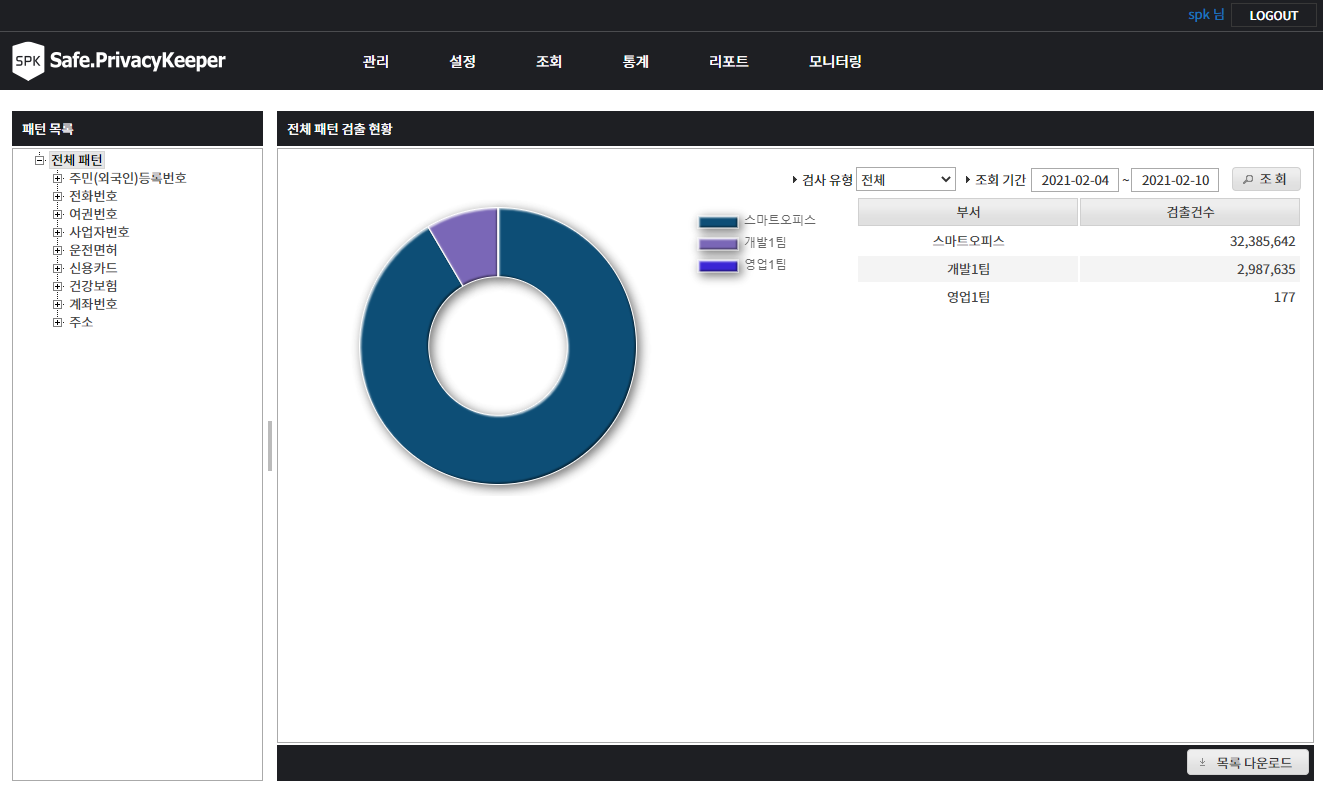 spk 님 LOGOUT
SPK Safe.PrivacyKeeper 관리 설정 조회 통계 리포트 모니터링
패턴 목록
전체 패턴
주민(외국인)등록번호
전화번호
여권번호
사업자번호
운전면허
신용카드
건강보험
계좌번호
주소
전체 패턴 검출 현황
검사 유형 전체 조회 기간 2021-02-04 ~ 2021-02-10 조 회
스마트오피스
개발1팀
영업1팀
부서 검출건수
스마트오피스 32,385,642
개발1팀 2,987,635
영업1팀 177
목록 다운로드